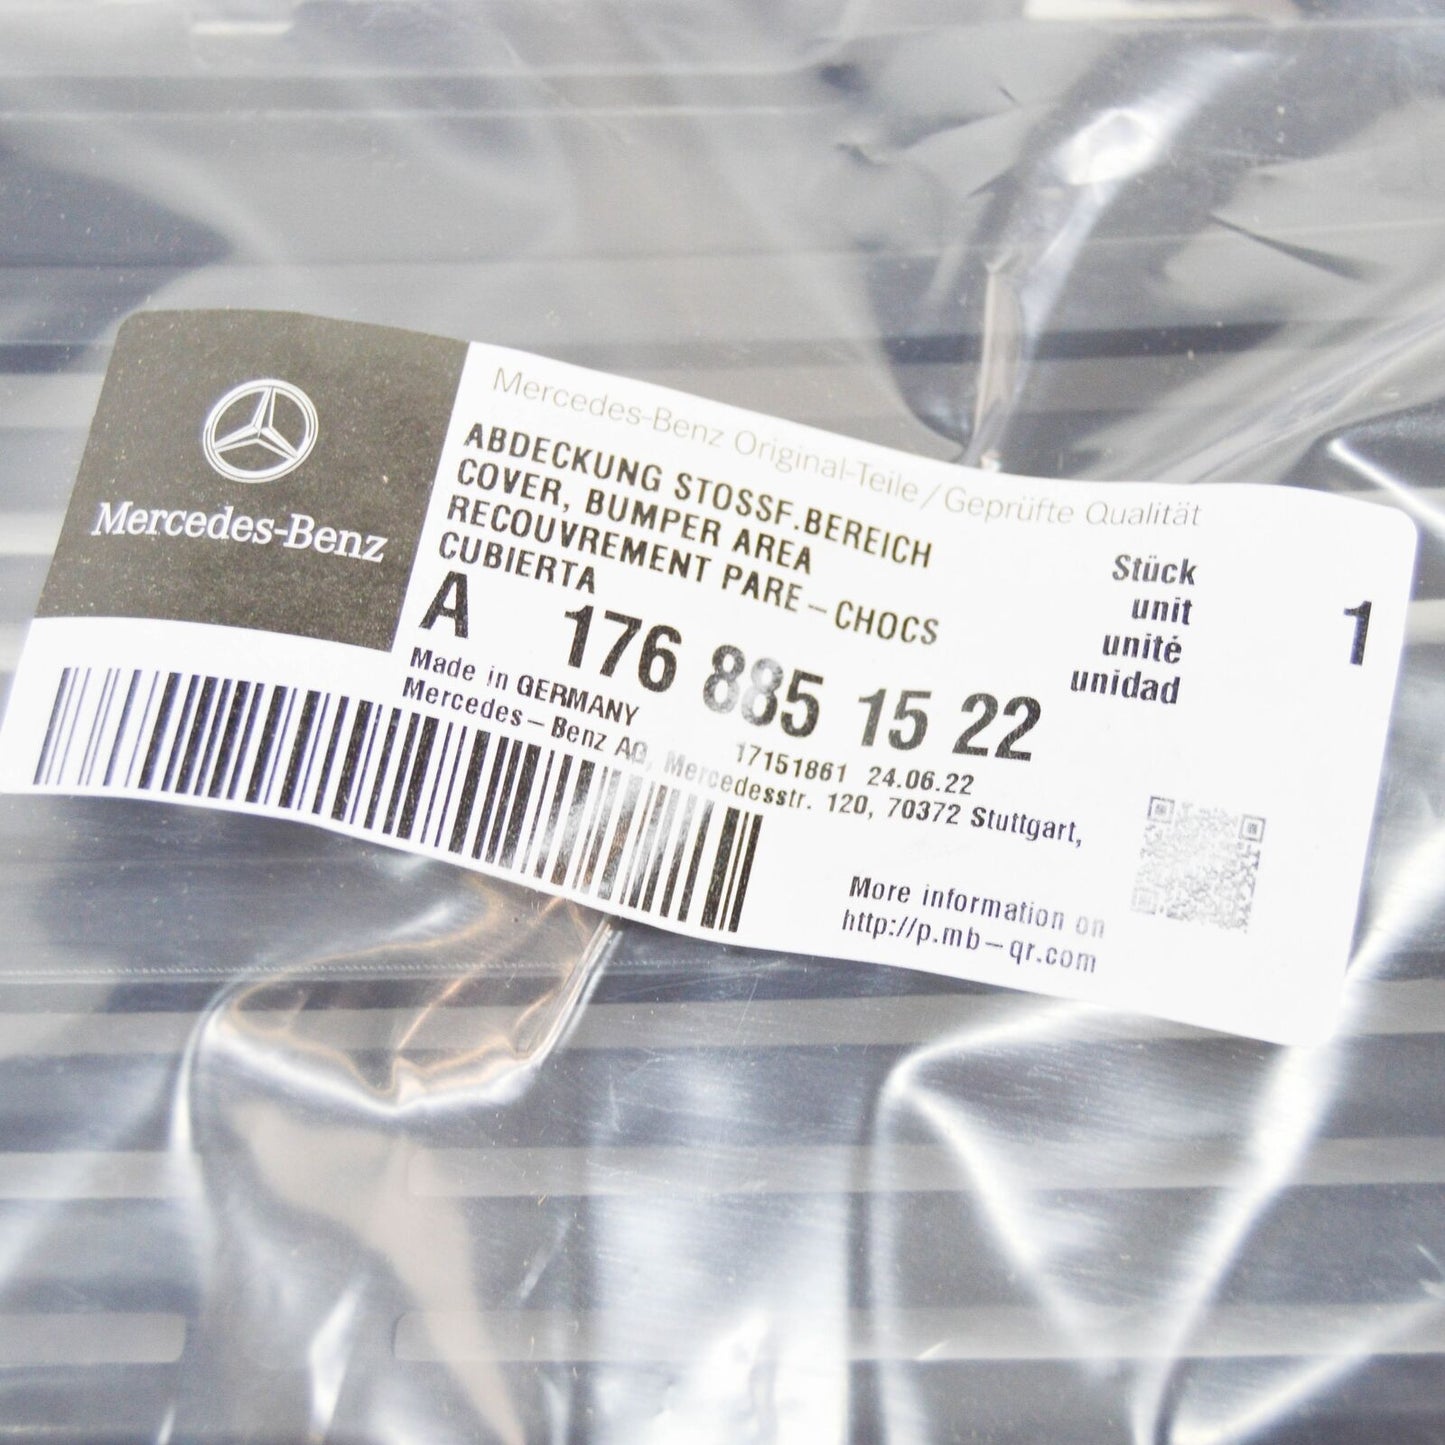 Mercedes-Benz
Mercedes-Benz Original-Teile / Geprüfte Qualität
ABDECKUNG STOSSF.BEREICH
COVER, BUMPER AREA
RECOUVREMENT PARE-CHOCS
CUBIERTA
Stück
unit
unité
unidad
1
A 176 885 15 22
Made in GERMANY
17151861 24.06.22
Mercedes-Benz AG, Mercedesstr. 120, 70372 Stuttgart,
More information on
http://p.mb-qr.com